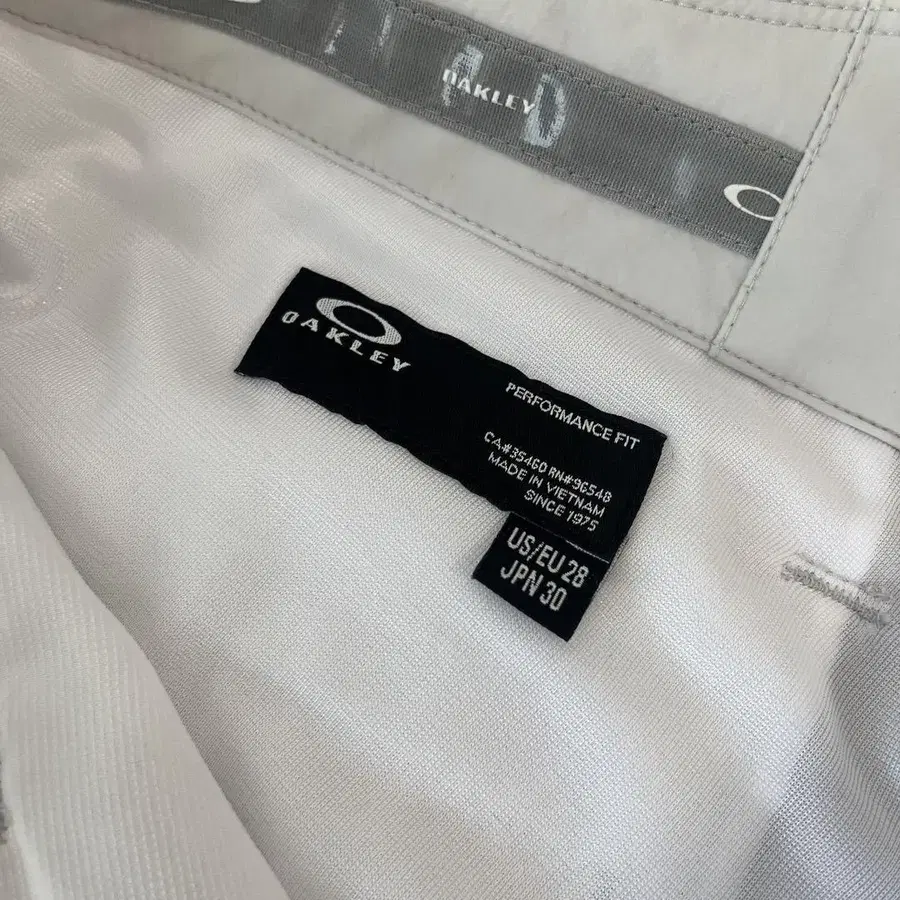 OAKLEY
OAKLEY
PERFORMANCE FIT
CA#35460 RN#96548
MADE IN VIETNAM
SINCE 1975
US/EU 28
JPN 30